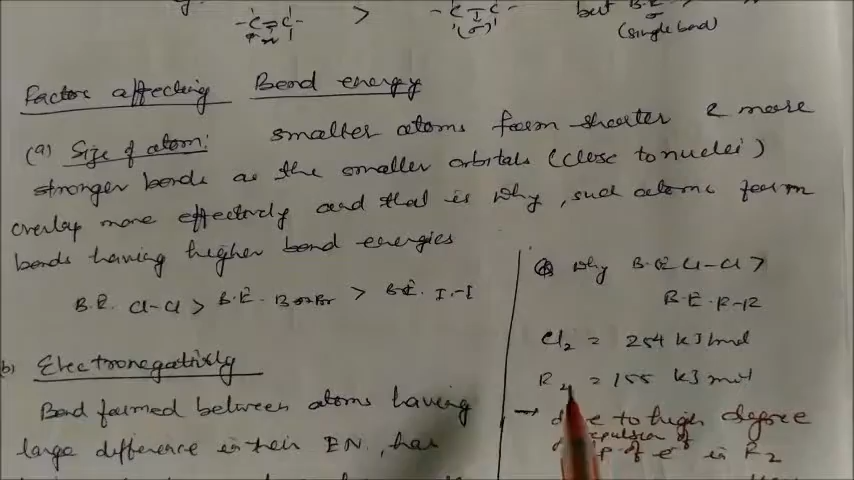 -C=C- > -C-C- but B.E >
(σ) (single bond)
Factor affecting Bond energy
(a) Size of atom: smaller atoms form shorter & more
stronger bonds as the smaller orbitals (close to nuclei)
overlap more effectively and that is why, such atoms form
bonds having higher bond energies
B.E. Cl-Cl > B.E. Br-Br > B.E. I-I
(b) Electronegativity
Bond formed between atoms having
large difference in their EN, has
Why B.E Cl-Cl >
B.E. F-F
Cl2 = 254 kJ/mol
F2 = 155 kJ mol
→ due to high degree
repulsion of
of e⁻ in F2